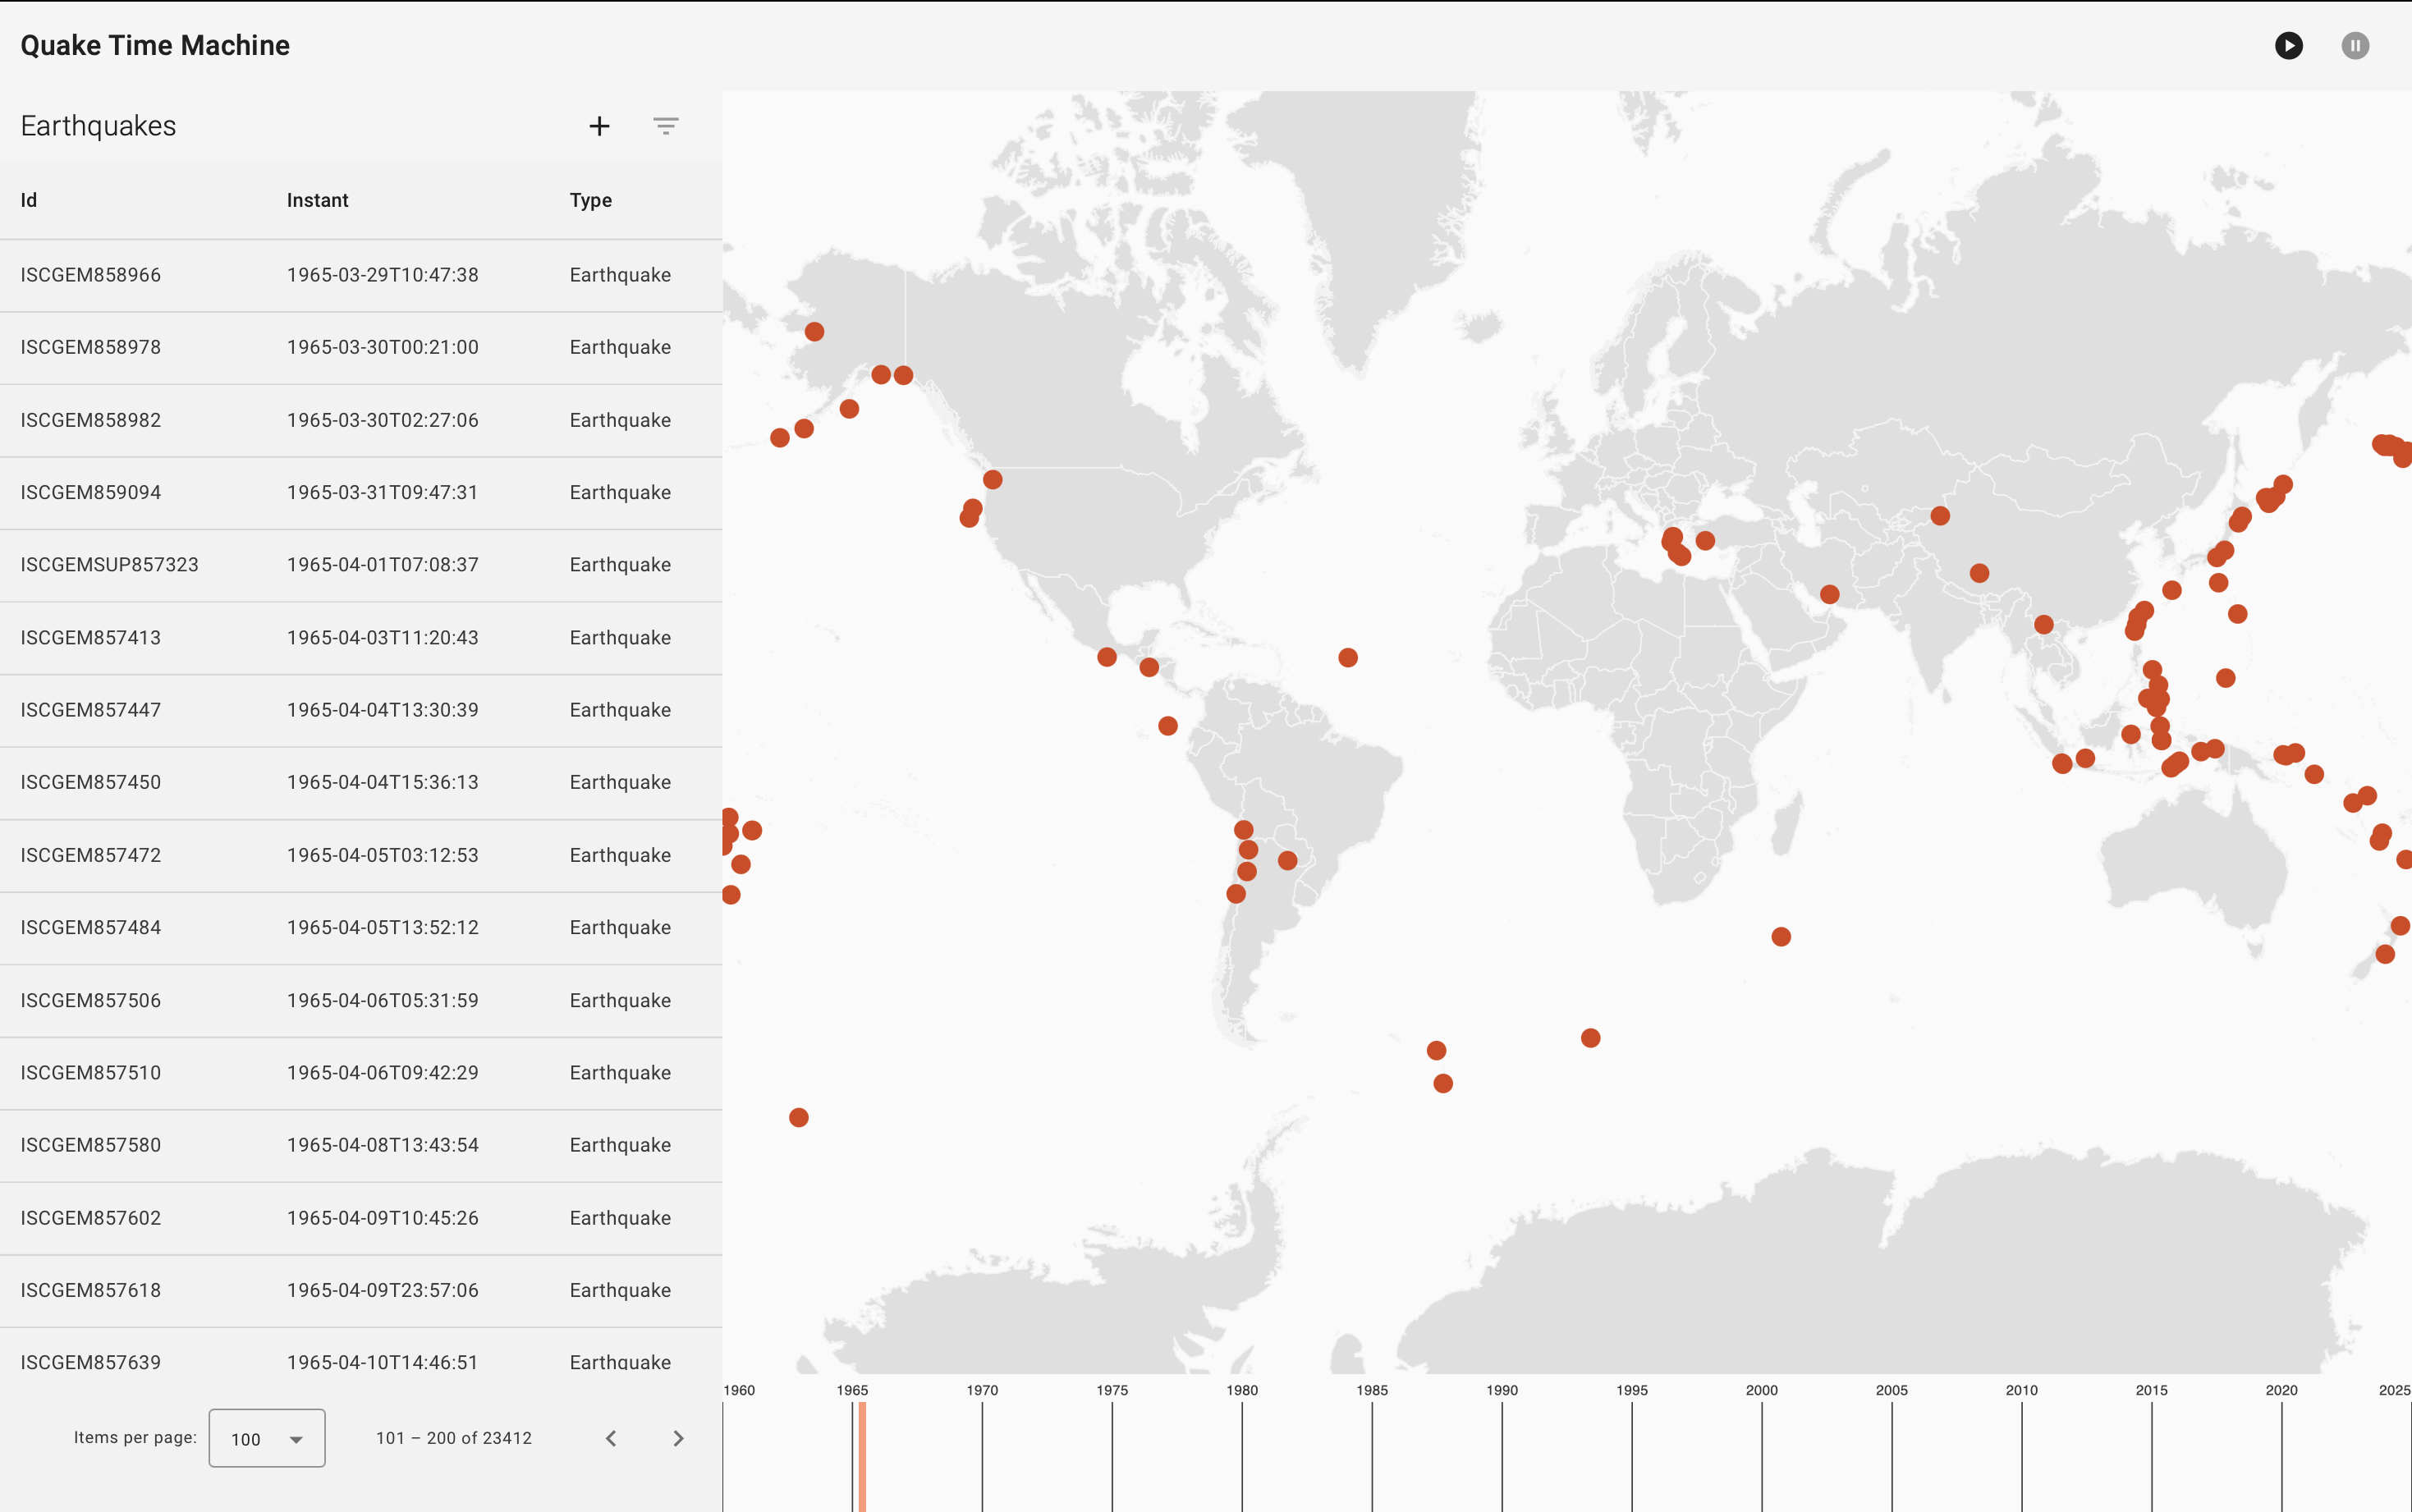 Quake Time Machine
Earthquakes
Id Instant Type
ISCGEM858966 1965-03-29T10:47:38 Earthquake
ISCGEM858978 1965-03-30T00:21:00 Earthquake
ISCGEM858982 1965-03-30T02:27:06 Earthquake
ISCGEM859094 1965-03-31T09:47:31 Earthquake
ISCGEMSUP857323 1965-04-01T07:08:37 Earthquake
ISCGEM857413 1965-04-03T11:20:43 Earthquake
ISCGEM857447 1965-04-04T13:30:39 Earthquake
ISCGEM857450 1965-04-04T15:36:13 Earthquake
ISCGEM857472 1965-04-05T03:12:53 Earthquake
ISCGEM857484 1965-04-05T13:52:12 Earthquake
ISCGEM857506 1965-04-06T05:31:59 Earthquake
ISCGEM857510 1965-04-06T09:42:29 Earthquake
ISCGEM857580 1965-04-08T13:43:54 Earthquake
ISCGEM857602 1965-04-09T10:45:26 Earthquake
ISCGEM857618 1965-04-09T23:57:06 Earthquake
ISCGEM857639 1965-04-10T14:46:51 Earthquake
Items per page: 100 101 – 200 of 23412
1960 1965 1970 1975 1980 1985 1990 1995 2000 2005 2010 2015 2020 2025